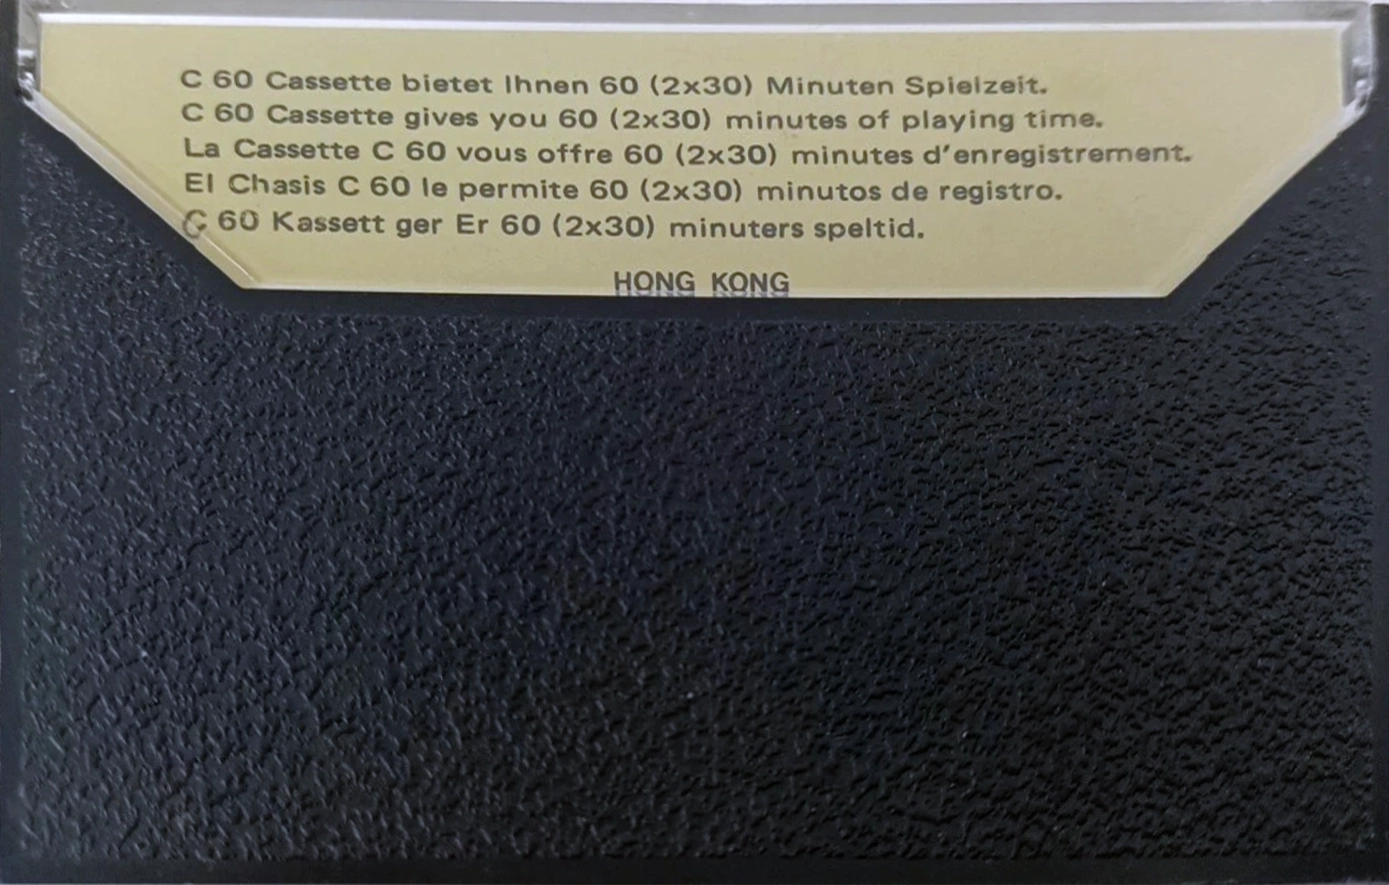 C 60 Cassette bietet Ihnen 60 (2x30) Minuten Spielzeit.
C 60 Cassette gives you 60 (2x30) minutes of playing time.
La Cassette C 60 vous offre 60 (2x30) minutes d'enregistrement.
El Chasis C 60 le permite 60 (2x30) minutos de registro.
C 60 Kassett ger Er 60 (2x30) minuters speltid.
HONG KONG